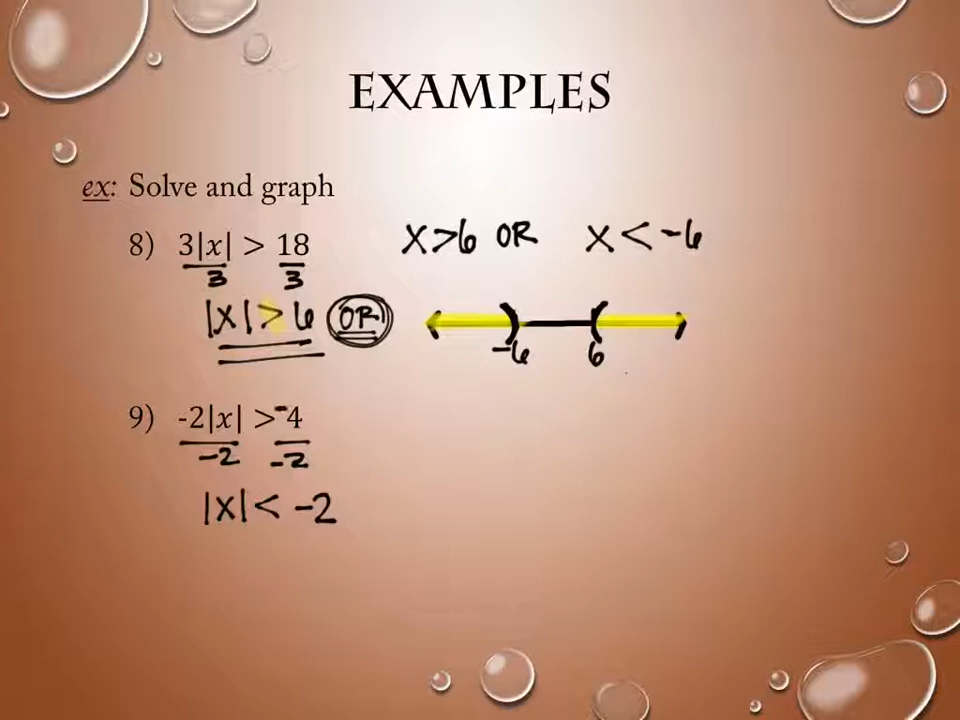 EXAMPLES
ex: Solve and graph
8) 3|x| > 18
3 3
|x| > 6 OR
x > 6 OR x < -6
-6 6
9) -2|x| > -4
-2 -2
|x| < -2